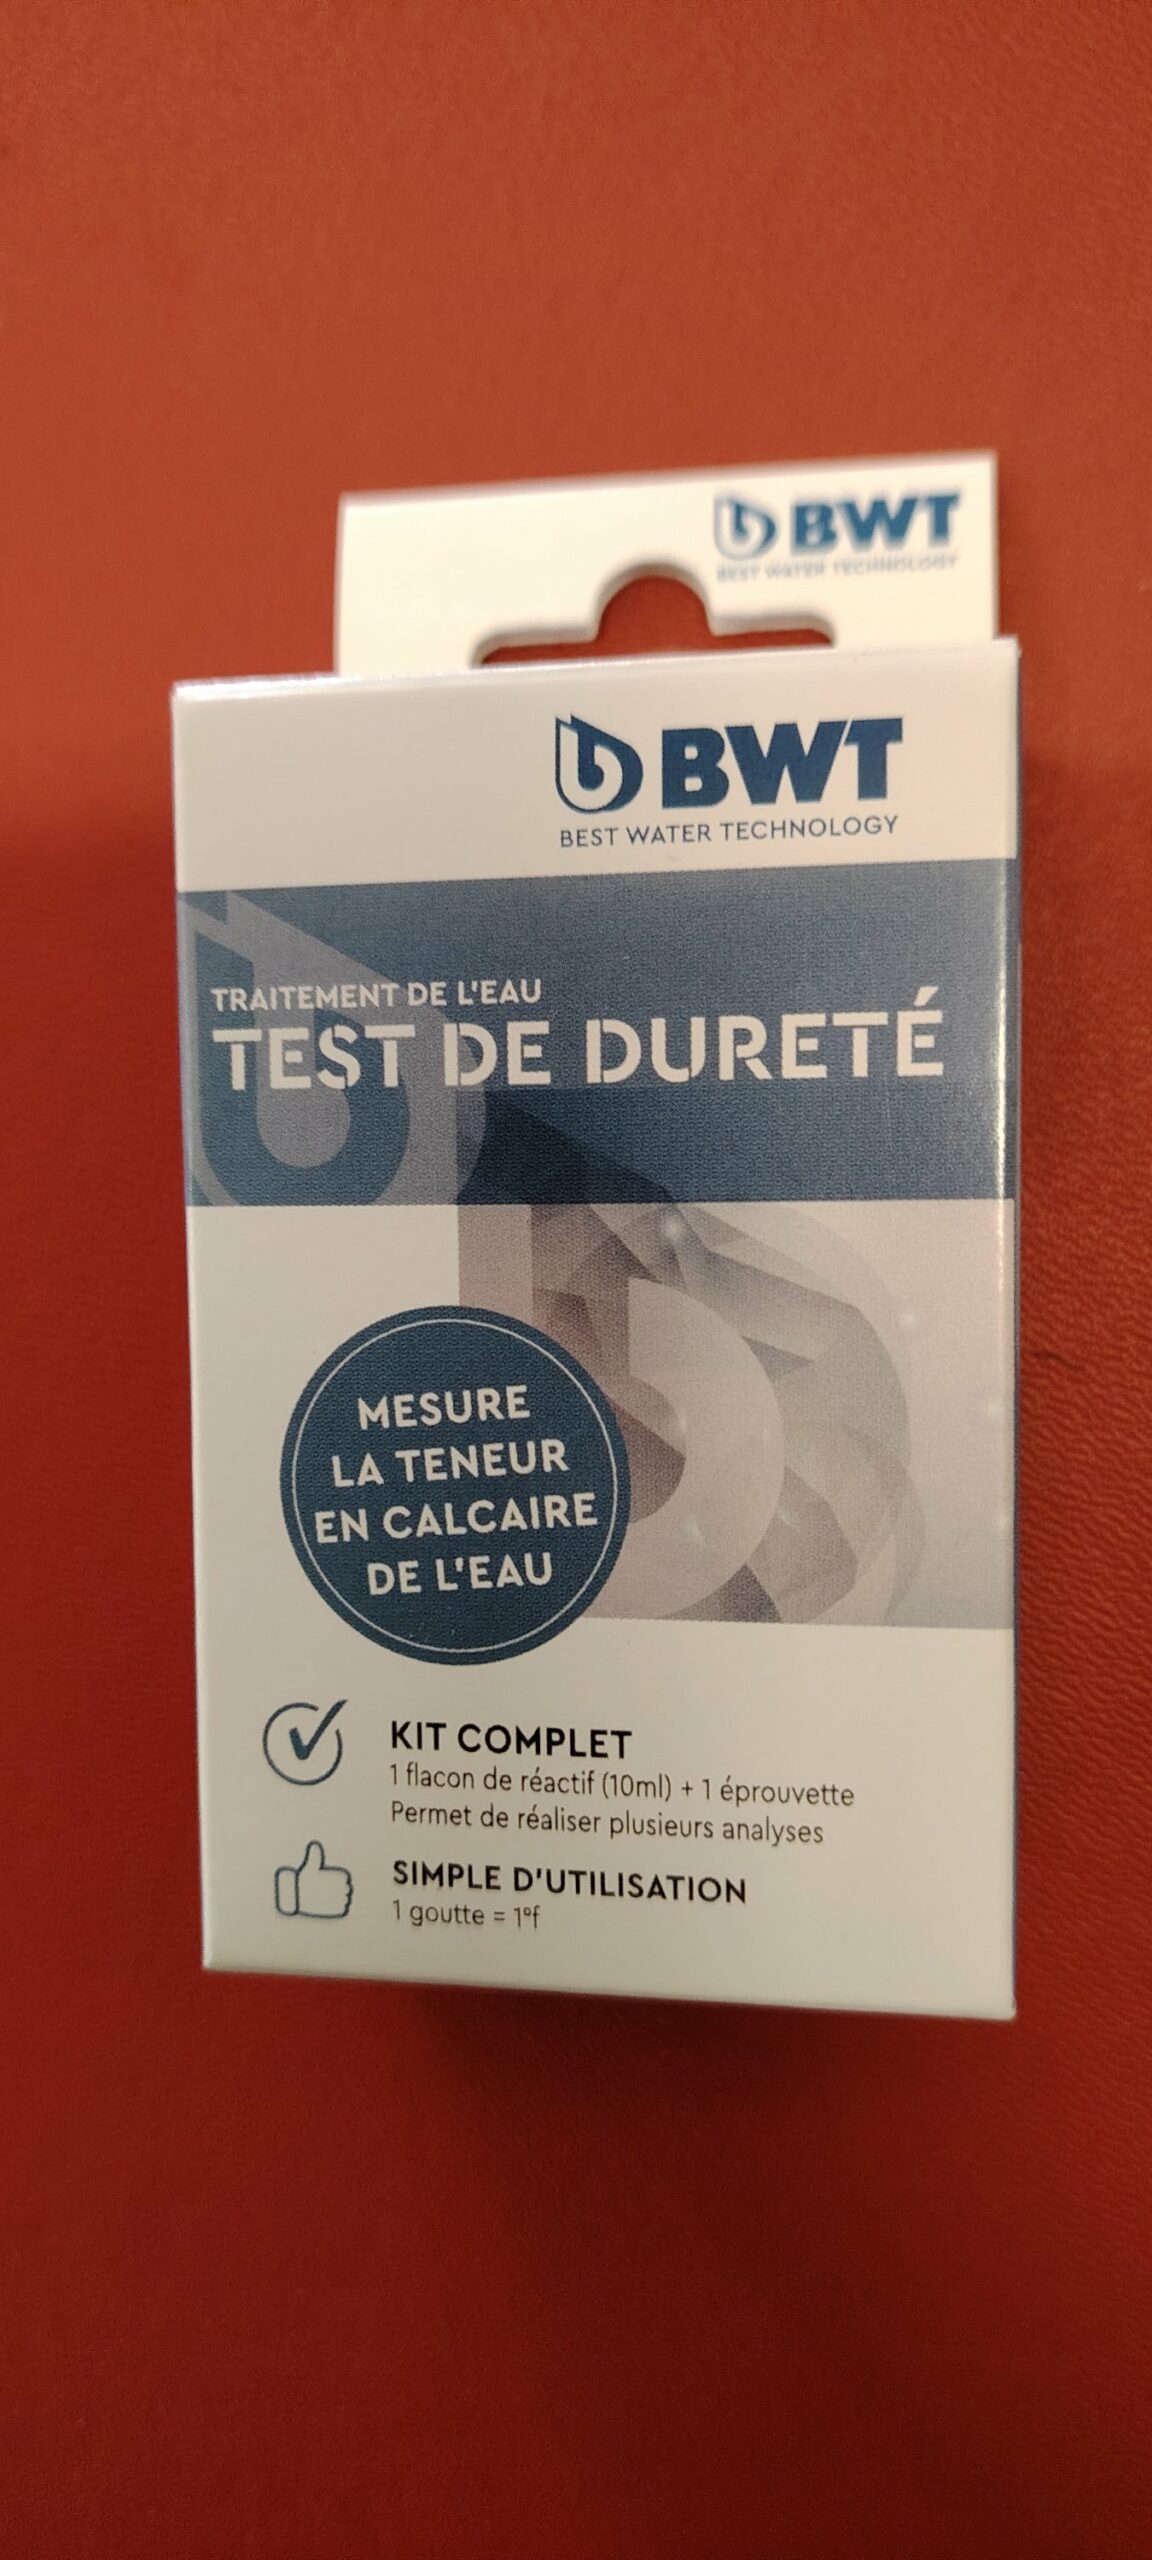 BWT
BEST WATER TECHNOLOGY
BWT
BEST WATER TECHNOLOGY
TRAITEMENT DE L'EAU
TEST DE DURETÉ
MESURE
LA TENEUR
EN CALCAIRE
DE L'EAU
KIT COMPLET
1 flacon de réactif (10ml) + 1 éprouvette
Permet de réaliser plusieurs analyses
SIMPLE D'UTILISATION
1 goutte = 1°f